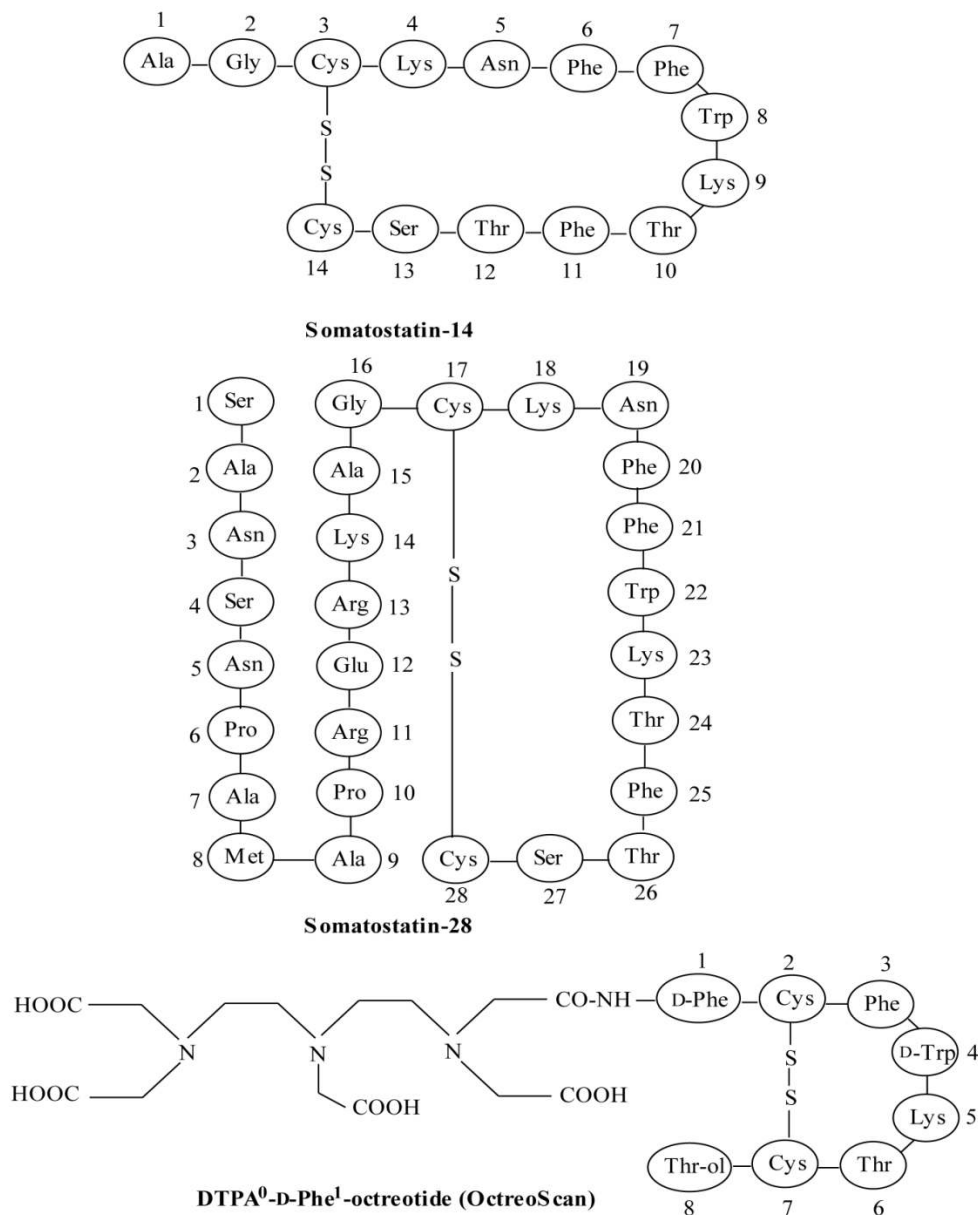 1 2 3 4 5 6 7
Ala Gly Cys Lys Asn Phe Phe
Trp 8
S
S
Lys 9
Cys Ser Thr Phe Thr
14 13 12 11 10
Somatostatin-14
16 17 18 19
1 Ser Gly Cys Lys Asn
2 Ala Ala 15 Phe 20
3 Asn Lys 14 Phe 21
S
4 Ser Arg 13 Trp 22
5 Asn Glu 12 S Lys 23
6 Pro Arg 11 Thr 24
7 Ala Pro 10 Phe 25
8 Met Ala 9 Cys Ser Thr
28 27 26
Somatostatin-28
1 2 3
HOOC CO-NH D-Phe Cys Phe
N N N S D-Trp 4
HOOC COOH COOH S
Lys 5
Thr-ol Cys Thr
8 7 6
DTPA0-D-Phe1-octreotide (OctreoScan)